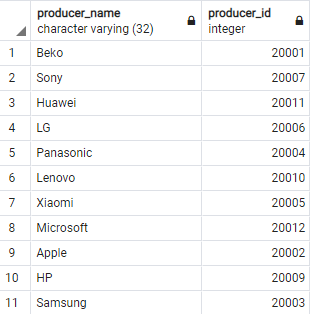 producer_name producer_id
character varying (32) integer
1 Beko 20001
2 Sony 20007
3 Huawei 20011
4 LG 20006
5 Panasonic 20004
6 Lenovo 20010
7 Xiaomi 20005
8 Microsoft 20012
9 Apple 20002
10 HP 20009
11 Samsung 20003